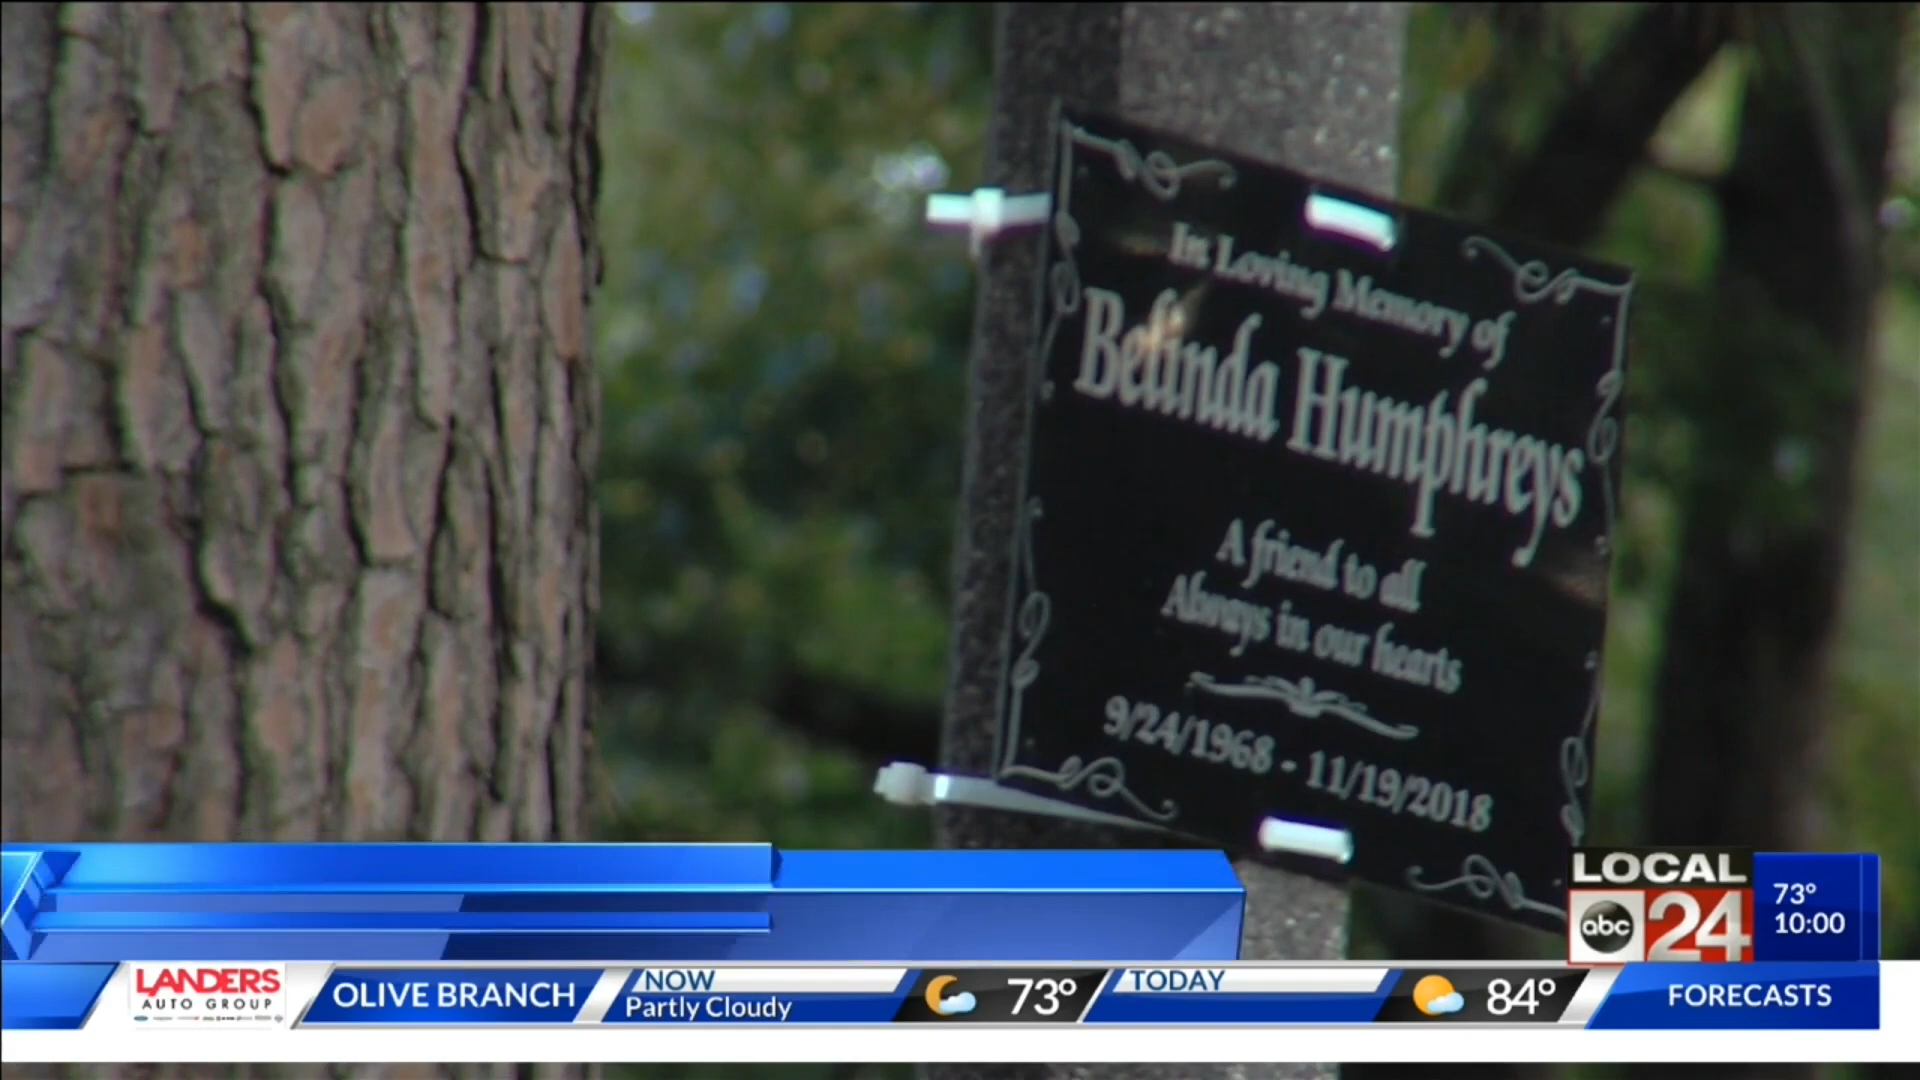 In Loving Memory of
Belinda Humphreys
A friend to all
Always in our hearts
9/24/1968 - 11/19/2018
LOCAL
abc 24
73°
10:00
LANDERS
AUTO GROUP
OLIVE BRANCH
NOW
Partly Cloudy
73°
TODAY
84°
FORECASTS